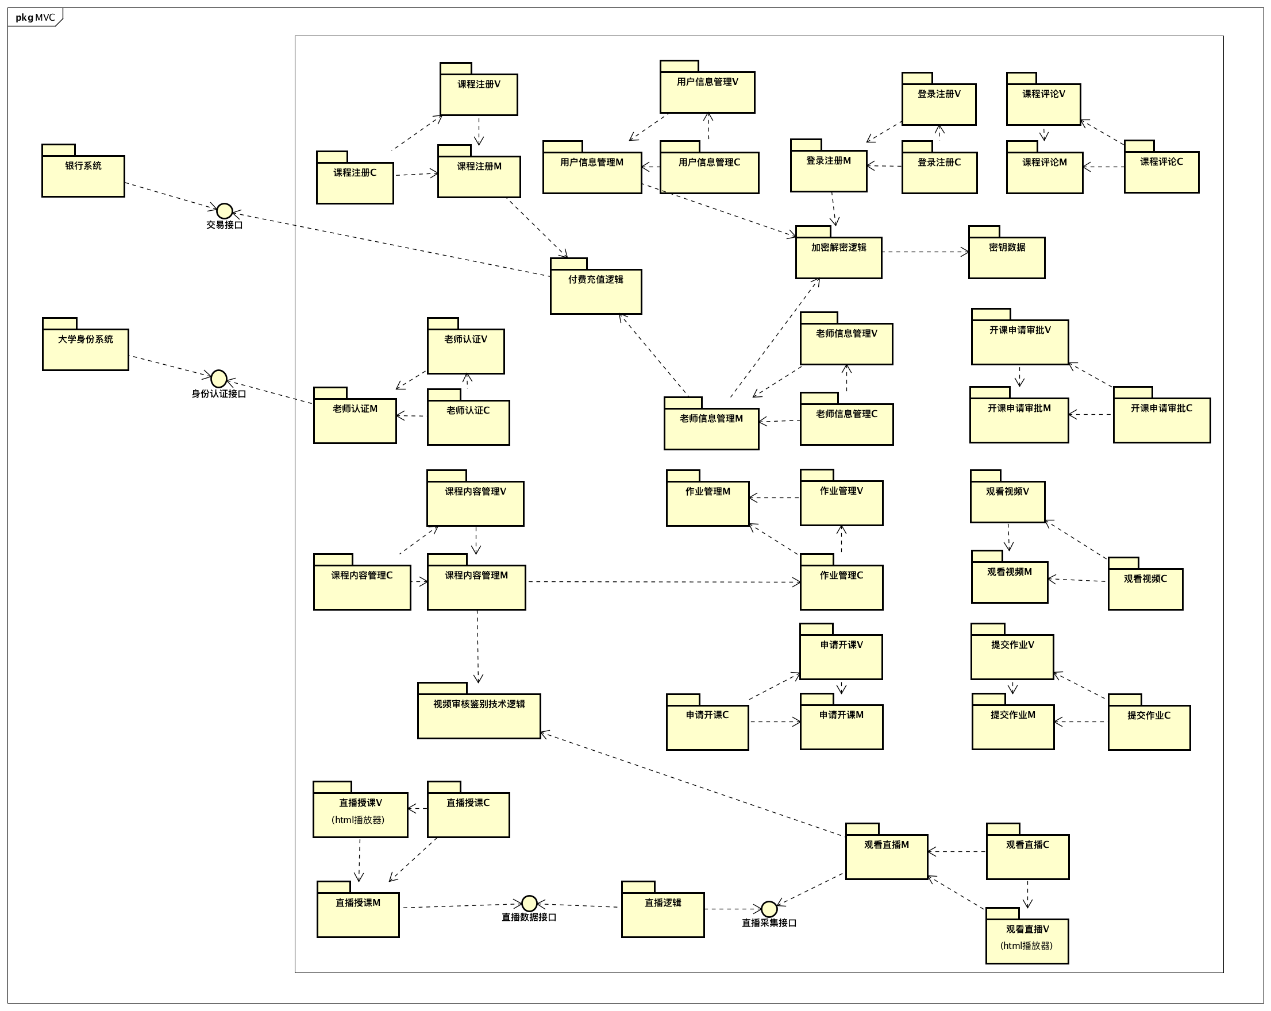 pkg MVC
课程注册V
课程注册C
课程注册M
用户信息管理V
用户信息管理M
用户信息管理C
登录注册V
登录注册M
登录注册C
课程评论V
课程评论M
课程评论C
银行系统
交易接口
付费充值逻辑
加密解密逻辑
密钥数据
大学身份系统
身份认证接口
老师认证V
老师认证M
老师认证C
老师信息管理V
老师信息管理M
老师信息管理C
开课申请审批V
开课申请审批M
开课申请审批C
课程内容管理V
课程内容管理C
课程内容管理M
作业管理M
作业管理V
作业管理C
观看视频V
观看视频M
观看视频C
视频审核鉴别技术逻辑
申请开课V
申请开课C
申请开课M
提交作业V
提交作业M
提交作业C
直播授课V
(html播放器)
直播授课C
直播授课M
直播数据接口
直播逻辑
直播采集接口
观看直播M
观看直播C
观看直播V
(html播放器)